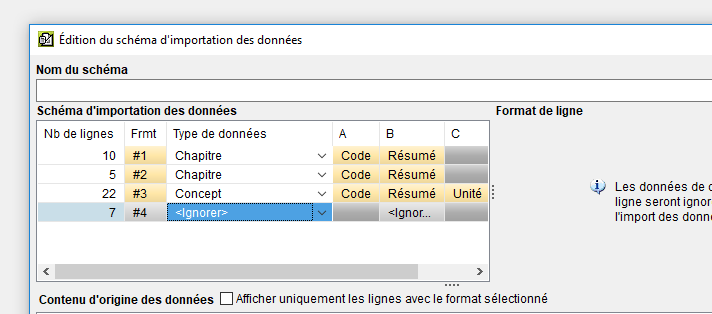 Édition du schéma d'importation des données
Nom du schéma
Schéma d'importation des données
Format de ligne
Nb de lignes Frmt Type de données A B C
10 #1 Chapitre Code Résumé
5 #2 Chapitre Code Résumé
22 #3 Concept Code Résumé Unité
7 #4 <Ignorer> <Ignor...
Les données de
ligne seront ignor
l'import des donn
Contenu d'origine des données Afficher uniquement les lignes avec le format sélectionné